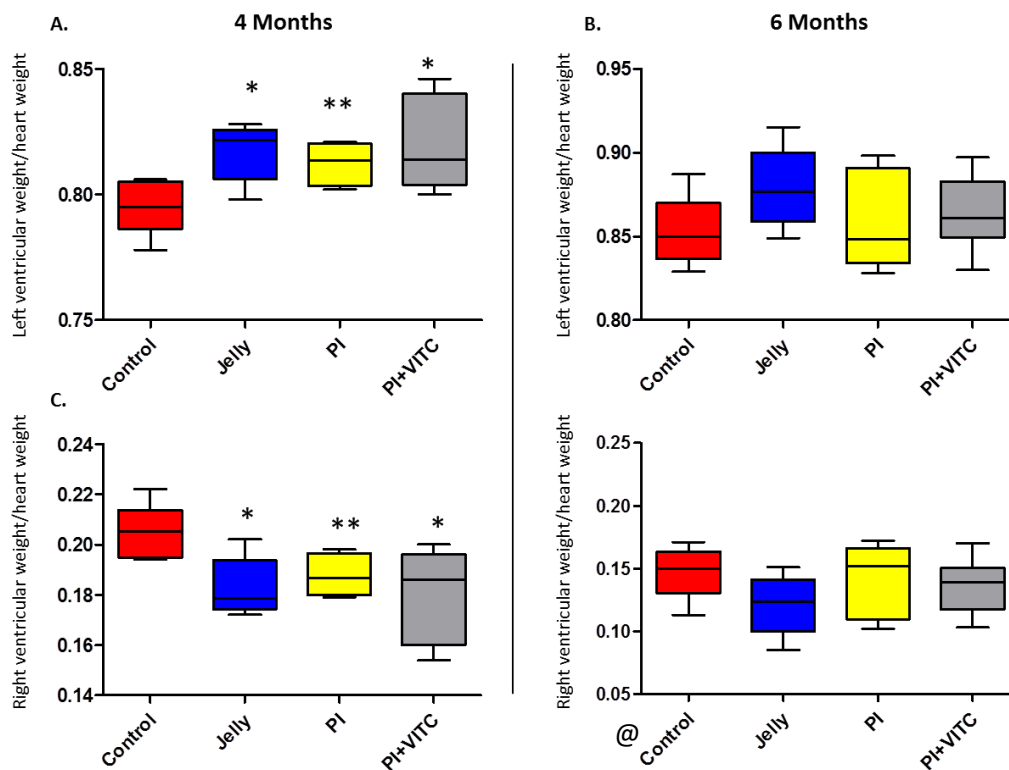 A.
4 Months
Left ventricular weight/heart weight
0.85
0.80
0.75
*
**
*
Control
Jelly
PI
PI+VITC
B.
6 Months
Left ventricular weight/heart weight
0.95
0.90
0.85
0.80
Control
Jelly
PI
PI+VITC
C.
Right ventricular weight/heart weight
0.24
0.22
0.20
0.18
0.16
0.14
*
**
*
Control
Jelly
PI
PI+VITC
Right ventricular weight/heart weight
0.25
0.20
0.15
0.10
0.05
@
Control
Jelly
PI
PI+VITC